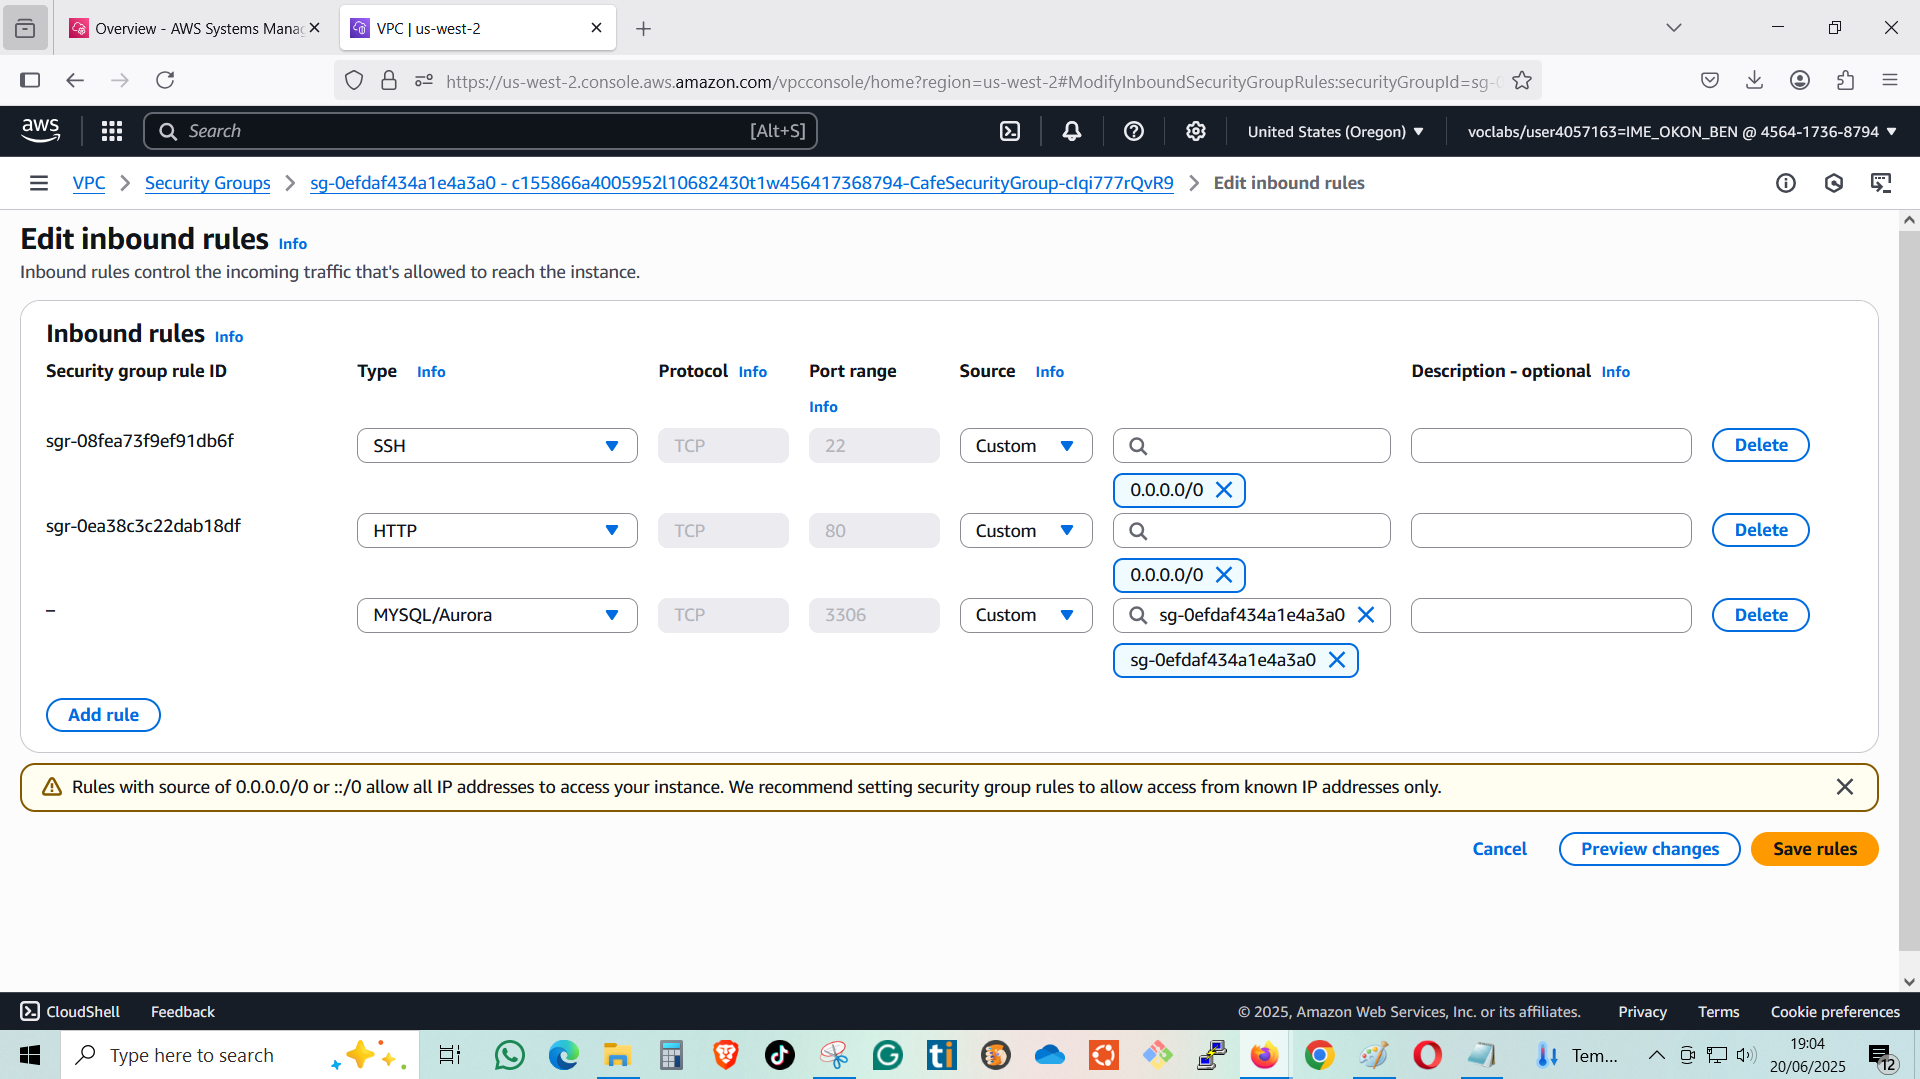 Overview - AWS Systems Manag
VPC | us-west-2
https://us-west-2.console.aws.amazon.com/vpcconsole/home?region=us-west-2#ModifyInboundSecurityGroupRules:securityGroupId=sg-0
aws
Search
[Alt+S]
United States (Oregon)
voclabs/user4057163=IME_OKON_BEN @ 4564-1736-8794
VPC
Security Groups
sg-0efdaf434a1e4a3a0 - c155866a4005952l10682430t1w456417368794-CafeSecurityGroup-cIqi777rQvR9
Edit inbound rules
Edit inbound rules Info
Inbound rules control the incoming traffic that's allowed to reach the instance.
Inbound rules Info
Security group rule ID
Type Info
Protocol Info
Port range
Info
Source Info
Description - optional Info
sgr-08fea73f9ef91db6f
SSH
TCP
22
Custom
0.0.0.0/0
Delete
sgr-0ea38c3c22dab18df
HTTP
TCP
80
Custom
0.0.0.0/0
Delete
–
MYSQL/Aurora
TCP
3306
Custom
sg-0efdaf434a1e4a3a0
sg-0efdaf434a1e4a3a0
Delete
Add rule
Rules with source of 0.0.0.0/0 or ::/0 allow all IP addresses to access your instance. We recommend setting security group rules to allow access from known IP addresses only.
Cancel
Preview changes
Save rules
CloudShell
Feedback
© 2025, Amazon Web Services, Inc. or its affiliates.
Privacy
Terms
Cookie preferences
Type here to search
ti
Tem...
19:04
20/06/2025
12